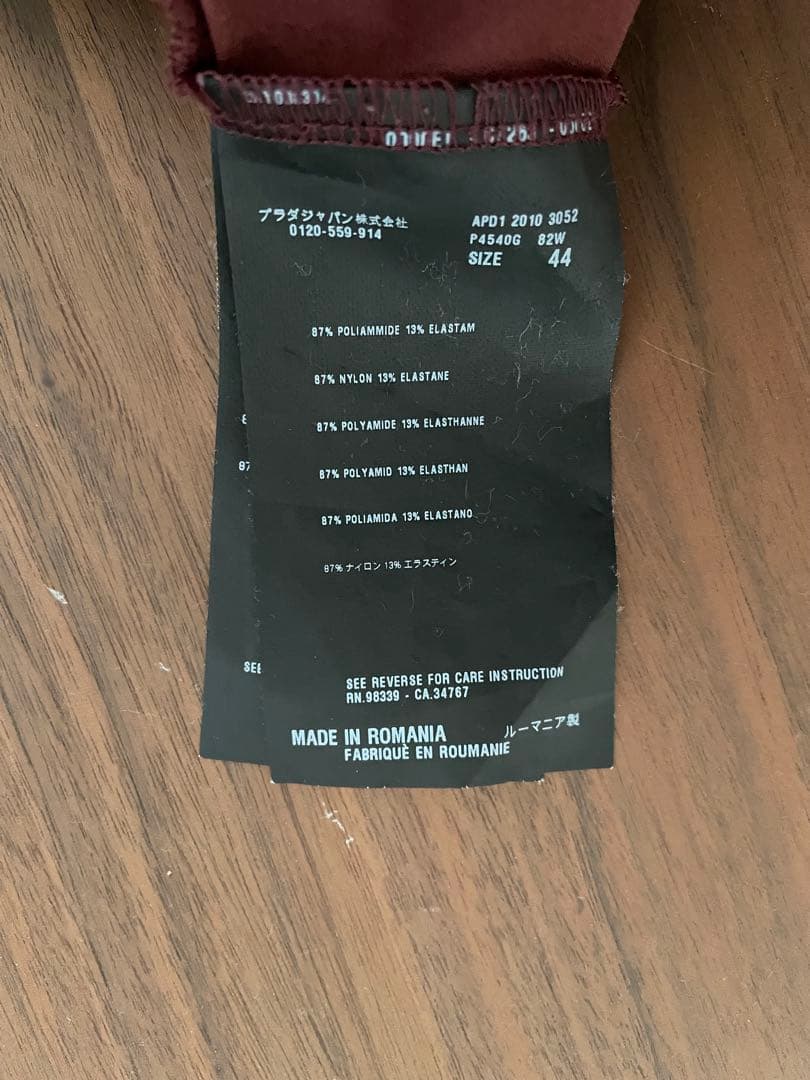 プラダジャパン株式会社
0120-559-914
APD1 2010 3052
P4540G 82W
SIZE 44
87% POLIAMMIDE 13% ELASTAM
87% NYLON 13% ELASTANE
87% POLYAMIDE 13% ELASTHANNE
87% POLYAMID 13% ELASTHAN
87% POLIAMIDA 13% ELASTANO
87% ナイロン 13% エラスティン
SEE REVERSE FOR CARE INSTRUCTION
RN.98339 - CA.34767
MADE IN ROMANIA ルーマニア製
FABRIQUÈ EN ROUMANIE